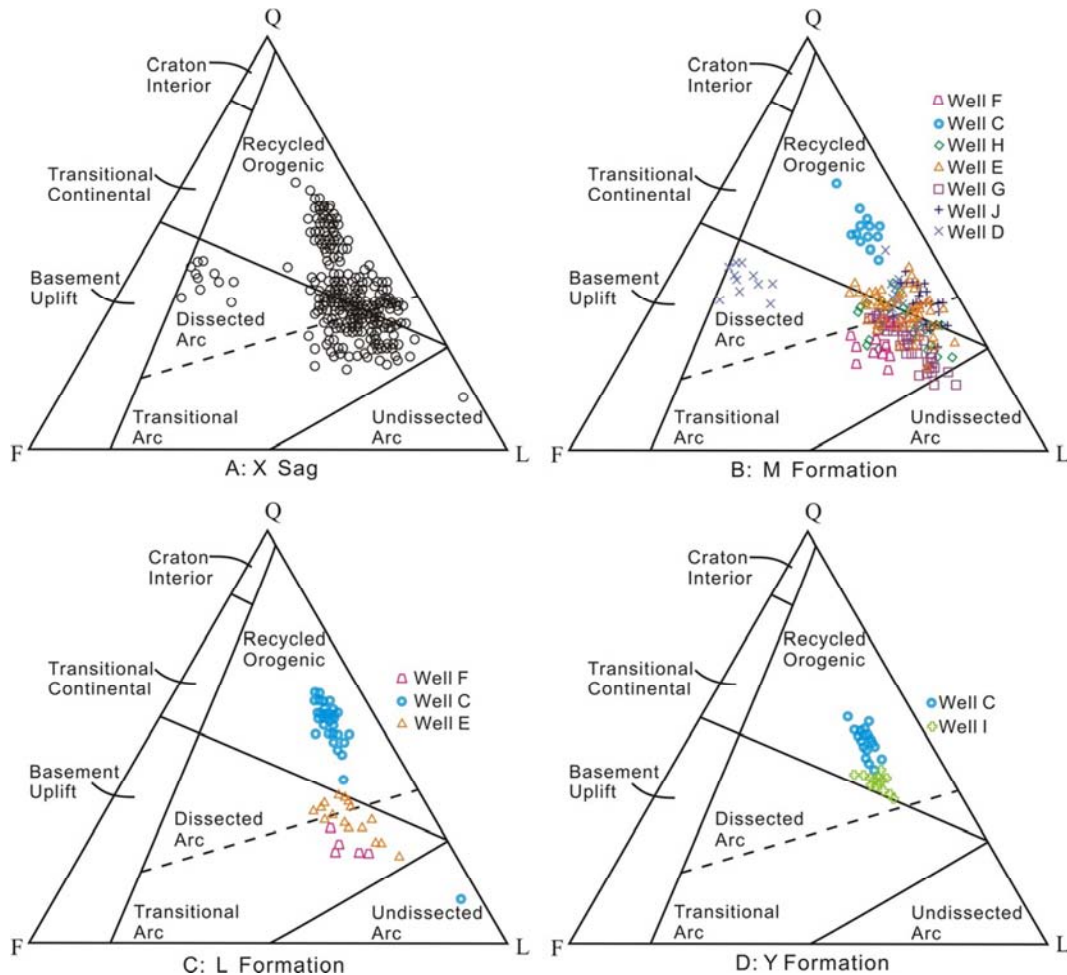 Q
Craton
Interior
Recycled
Orogenic
Transitional
Continental
Basement
Uplift
Dissected
Arc
Transitional
Arc
Undissected
Arc
F
L
A: X Sag
Q
Craton
Interior
Recycled
Orogenic
Transitional
Continental
Basement
Uplift
Dissected
Arc
Transitional
Arc
Undissected
Arc
F
L
Well F
Well C
Well H
Well E
Well G
Well J
Well D
B: M Formation
Q
Craton
Interior
Recycled
Orogenic
Transitional
Continental
Basement
Uplift
Dissected
Arc
Transitional
Arc
Undissected
Arc
F
L
Well F
Well C
Well E
C: L Formation
Q
Craton
Interior
Recycled
Orogenic
Transitional
Continental
Basement
Uplift
Dissected
Arc
Transitional
Arc
Undissected
Arc
F
L
Well C
Well I
D: Y Formation